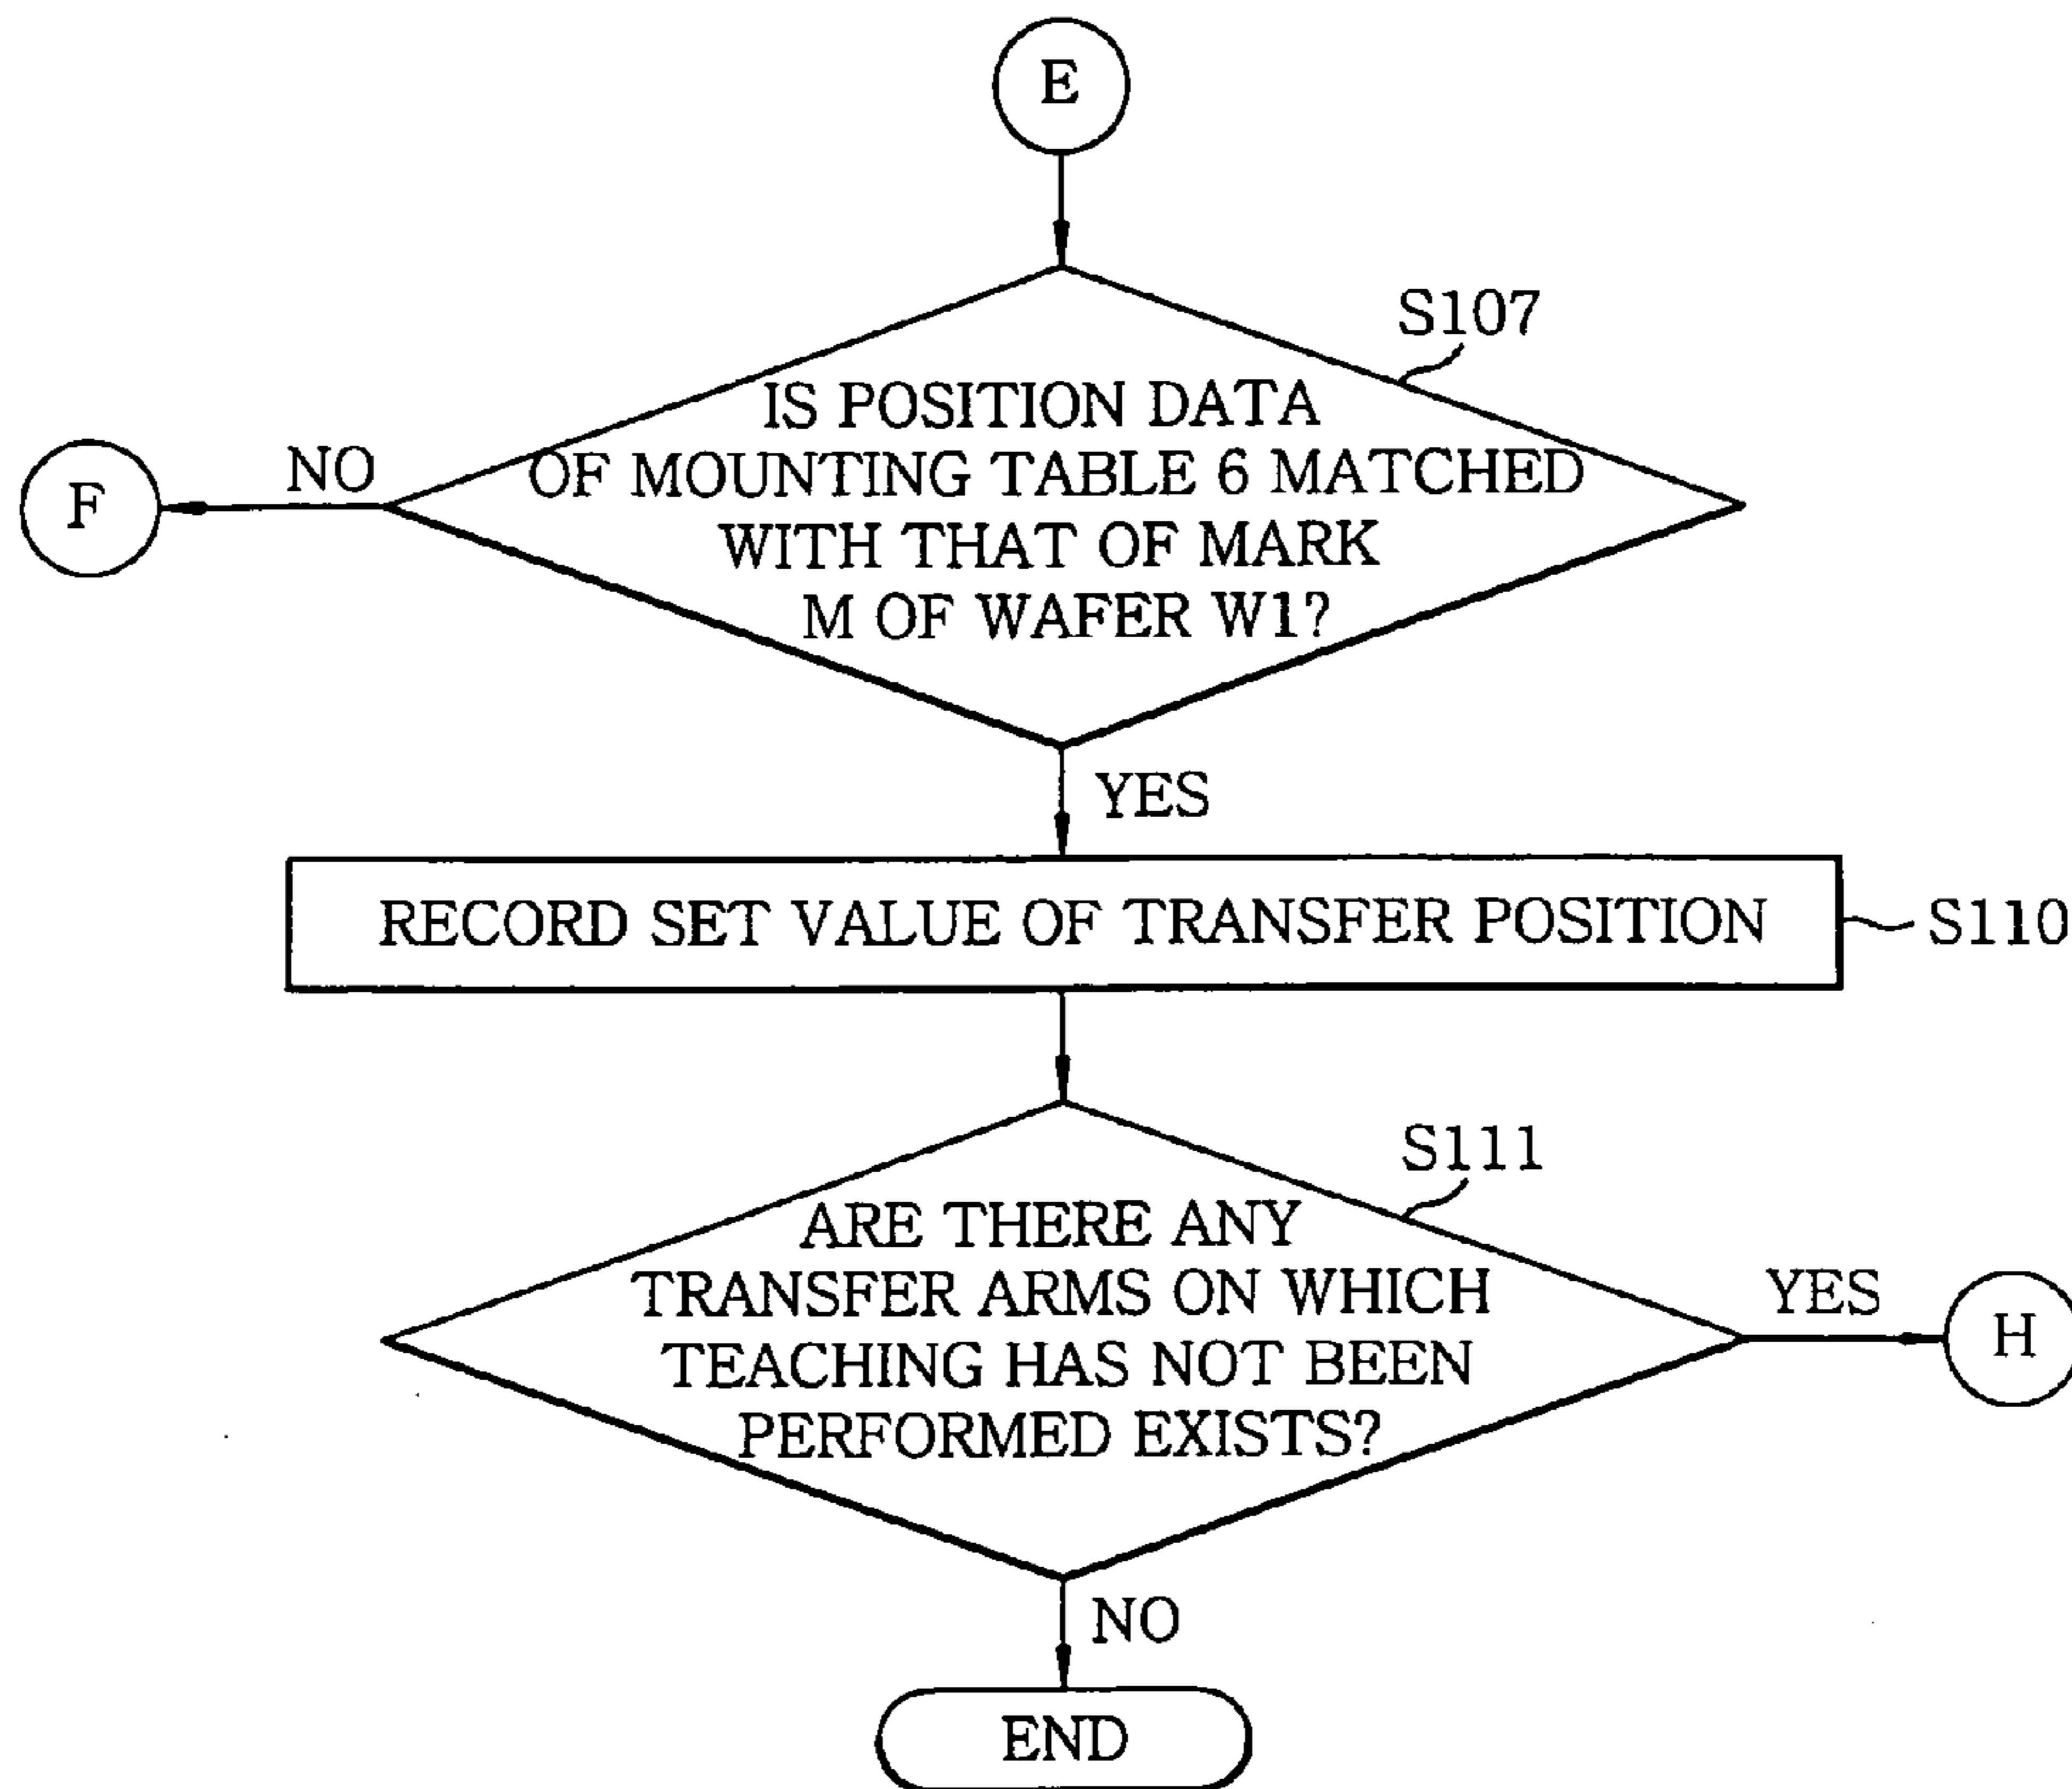 E
S107
IS POSITION DATA
OF MOUNTING TABLE 6 MATCHED
WITH THAT OF MARK
M OF WAFER W1?
NO
F
YES
RECORD SET VALUE OF TRANSFER POSITION
S110
S111
ARE THERE ANY
TRANSFER ARMS ON WHICH
TEACHING HAS NOT BEEN
PERFORMED EXISTS?
YES
H
NO
END